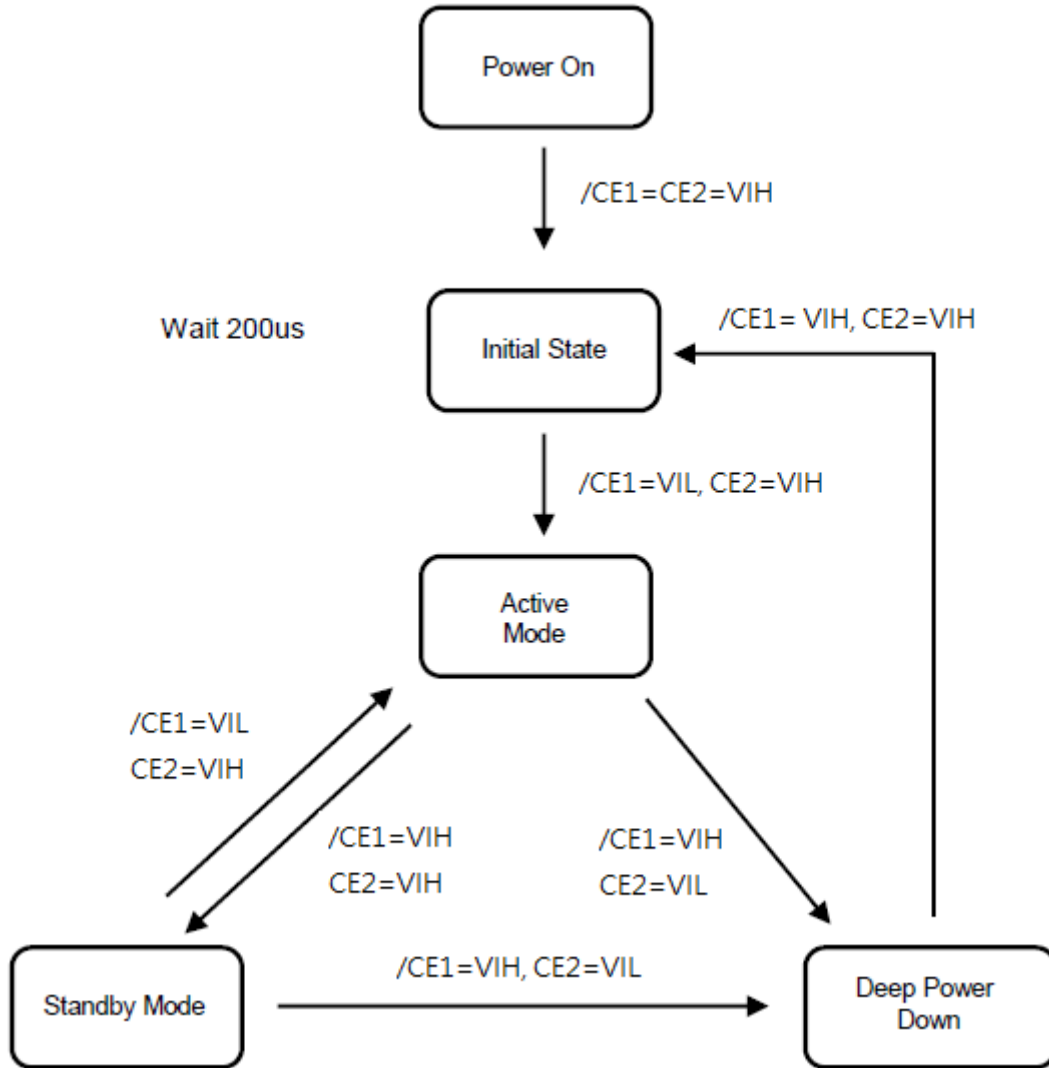 Power On
/CE1=CE2=VIH
Wait 200us
Initial State
/CE1= VIH, CE2=VIH
/CE1=VIL, CE2=VIH
Active
Mode
/CE1=VIL
CE2=VIH
/CE1=VIH
CE2=VIH
/CE1=VIH
CE2=VIL
Standby Mode
/CE1=VIH, CE2=VIL
Deep Power
Down